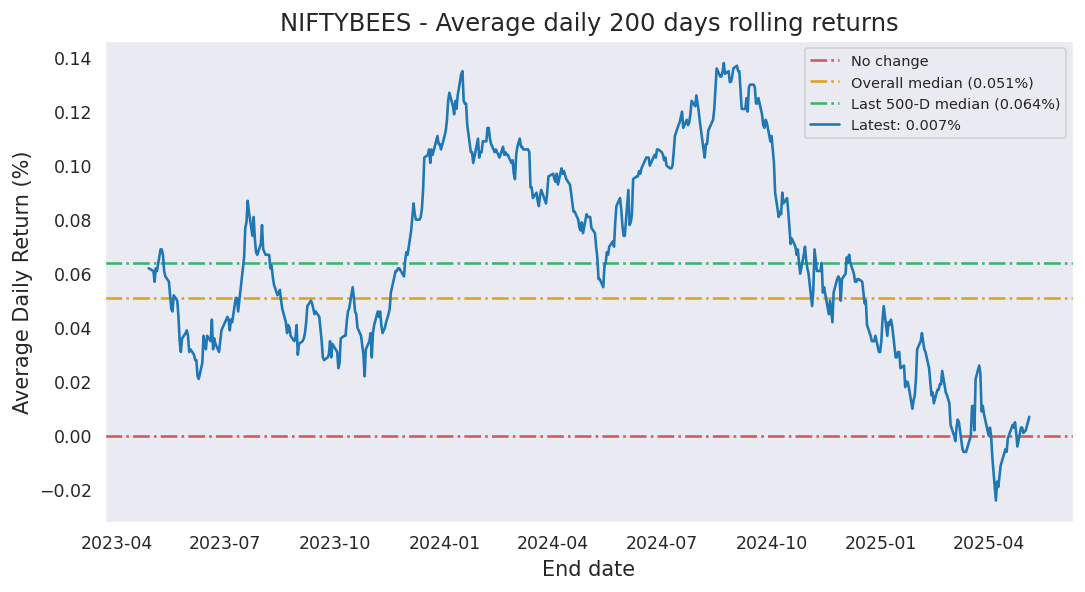 NIFTYBEES - Average daily 200 days rolling returns
No change
Overall median (0.051%)
Last 500-D median (0.064%)
Latest: 0.007%
Average Daily Return (%)
0.14
0.12
0.10
0.08
0.06
0.04
0.02
0.00
−0.02
2023-04 2023-07 2023-10 2024-01 2024-04 2024-07 2024-10 2025-01 2025-04
End date